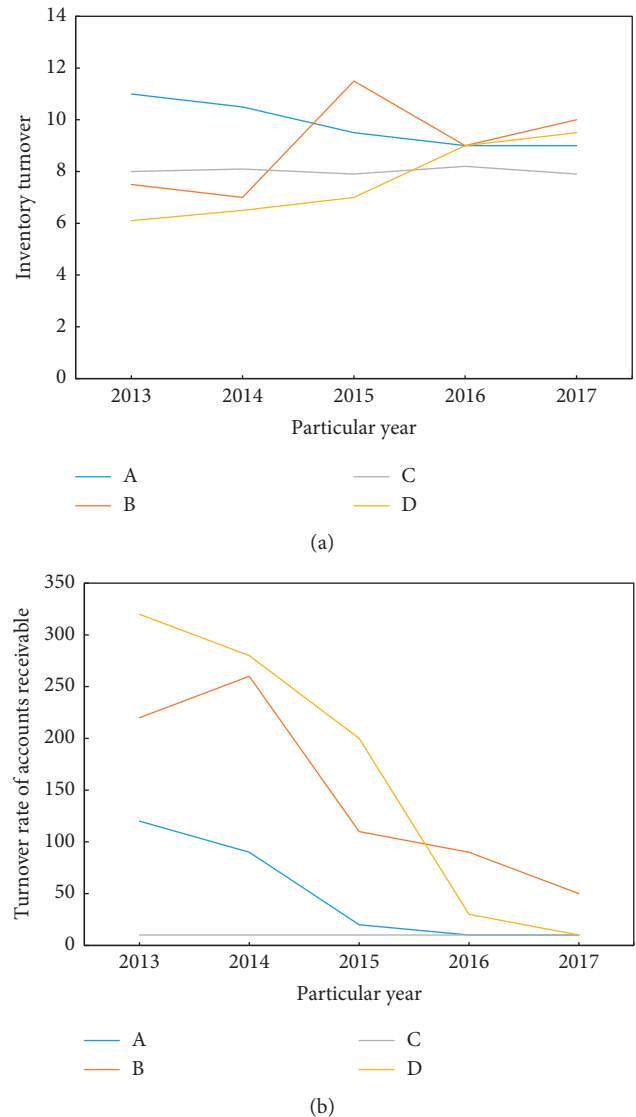 14
12
10
8
6
4
2
0
Inventory turnover
2013 2014 2015 2016 2017
Particular year
A C
B D
(a)
350
300
250
200
150
100
50
0
Turnover rate of accounts receivable
2013 2014 2015 2016 2017
Particular year
A C
B D
(b)